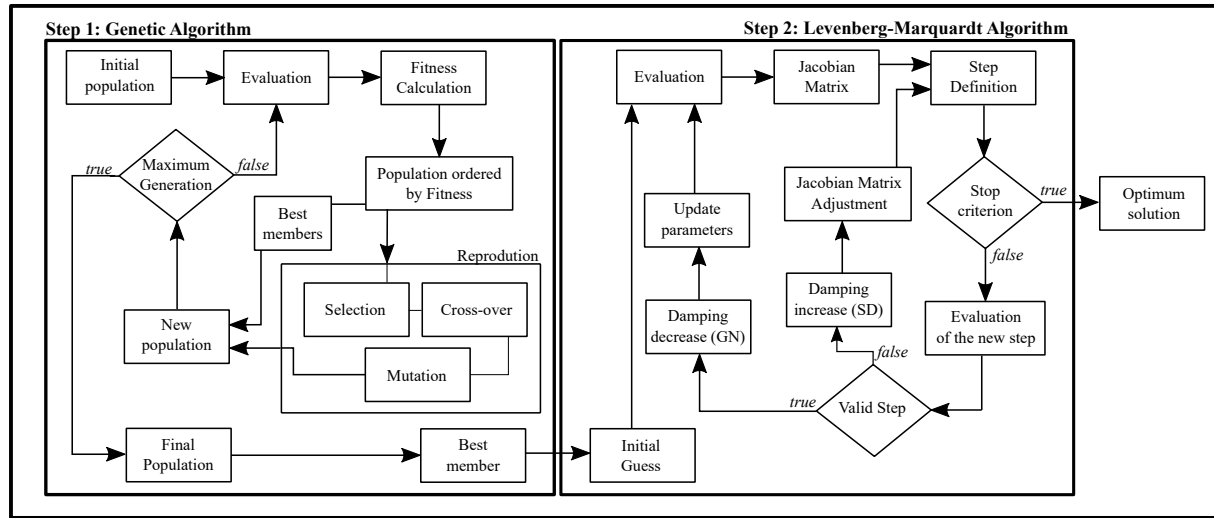 Step 1: Genetic Algorithm
Initial
population
Evaluation
Fitness
Calculation
true
Maximum
Generation
false
Population ordered
by Fitness
Best
members
Reprodution
Selection
Cross-over
New
population
Mutation
Final
Population
Best
member
Step 2: Levenberg-Marquardt Algorithm
Evaluation
Jacobian
Matrix
Step
Definition
Update
parameters
Jacobian Matrix
Adjustment
Stop
criterion
true
Optimum
solution
false
Damping
decrease (GN)
Damping
increase (SD)
Evaluation
of the new step
false
true
Valid Step
Initial
Guess